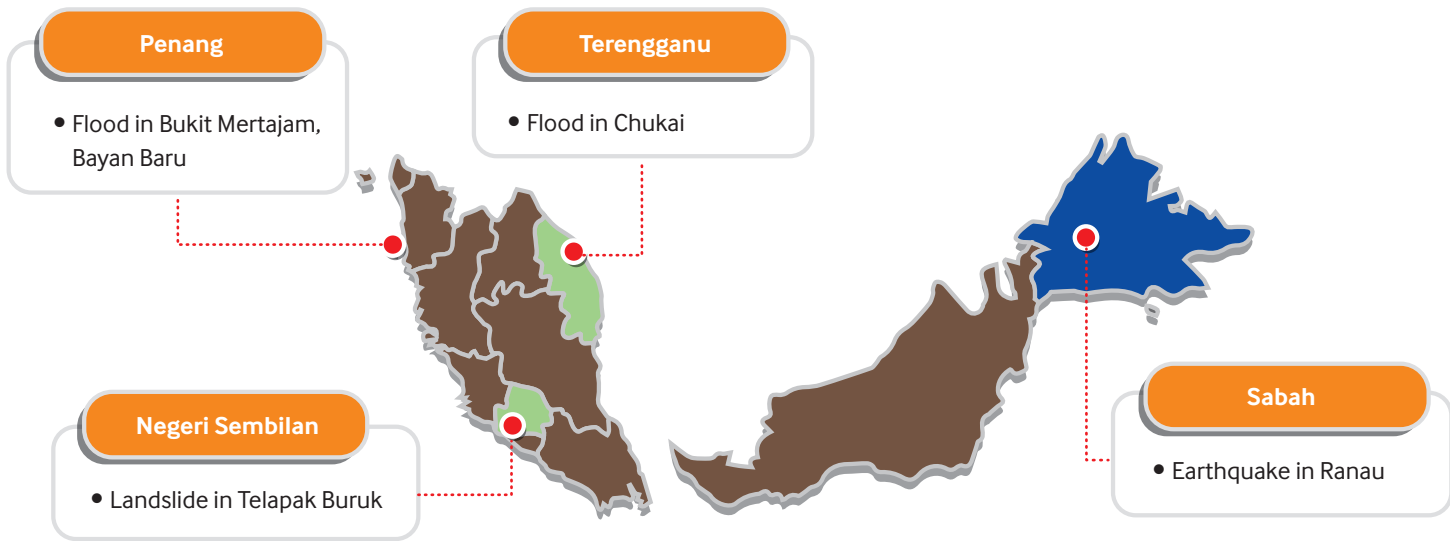 Penang
• Flood in Bukit Mertajam,
Bayan Baru
Terengganu
• Flood in Chukai
Negeri Sembilan
• Landslide in Telapak Buruk
Sabah
• Earthquake in Ranau